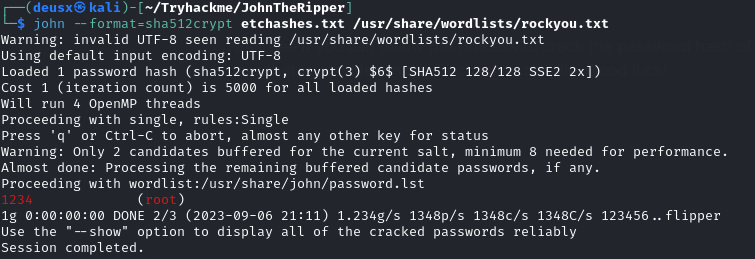 ┌──(deusx㉿kali)-[~/Tryhackme/JohnTheRipper]
└─$ john --format=sha512crypt etchashes.txt /usr/share/wordlists/rockyou.txt
Warning: invalid UTF-8 seen reading /usr/share/wordlists/rockyou.txt
Using default input encoding: UTF-8
Loaded 1 password hash (sha512crypt, crypt(3) $6$ [SHA512 128/128 SSE2 2x])
Cost 1 (iteration count) is 5000 for all loaded hashes
Will run 4 OpenMP threads
Proceeding with single, rules:Single
Press 'q' or Ctrl-C to abort, almost any other key for status
Warning: Only 2 candidates buffered for the current salt, minimum 8 needed for performance.
Almost done: Processing the remaining buffered candidate passwords, if any.
Proceeding with wordlist:/usr/share/john/password.lst
1234             (root)
1g 0:00:00:00 DONE 2/3 (2023-09-06 21:11) 1.234g/s 1348p/s 1348c/s 1348C/s 123456..flipper
Use the "--show" option to display all of the cracked passwords reliably
Session completed.